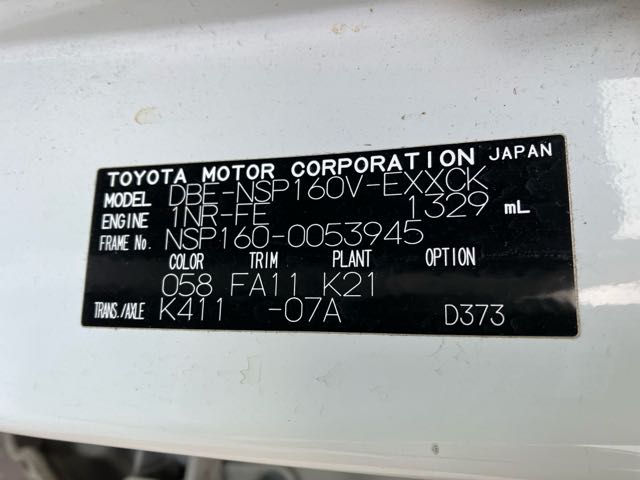 TOYOTA MOTOR CORPORATION JAPAN
MODEL DBE-NSP160V-EXXCK
ENGINE 1NR-FE 1329 mL
FRAME No. NSP160-0053945
COLOR TRIM PLANT OPTION
058 FA11 K21
TRANS./AXLE K411 -07A D373